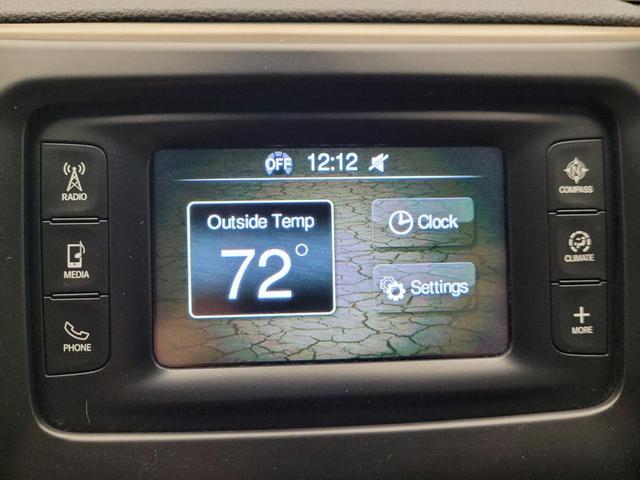 OFF 12:12
RADIO
MEDIA
PHONE
Outside Temp
72°
Clock
Settings
N
COMPASS
CLIMATE
+
MORE